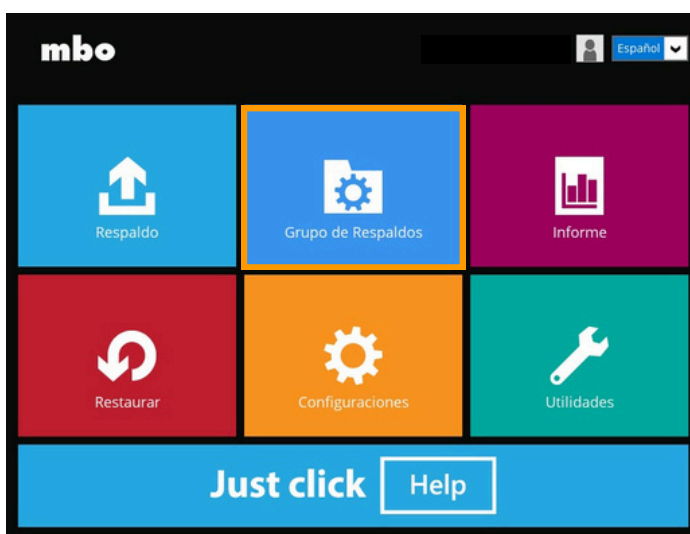 mbo
Español
Respaldo
Grupo de Respaldos
Informe
Restaurar
Configuraciones
Utilidades
Just click Help